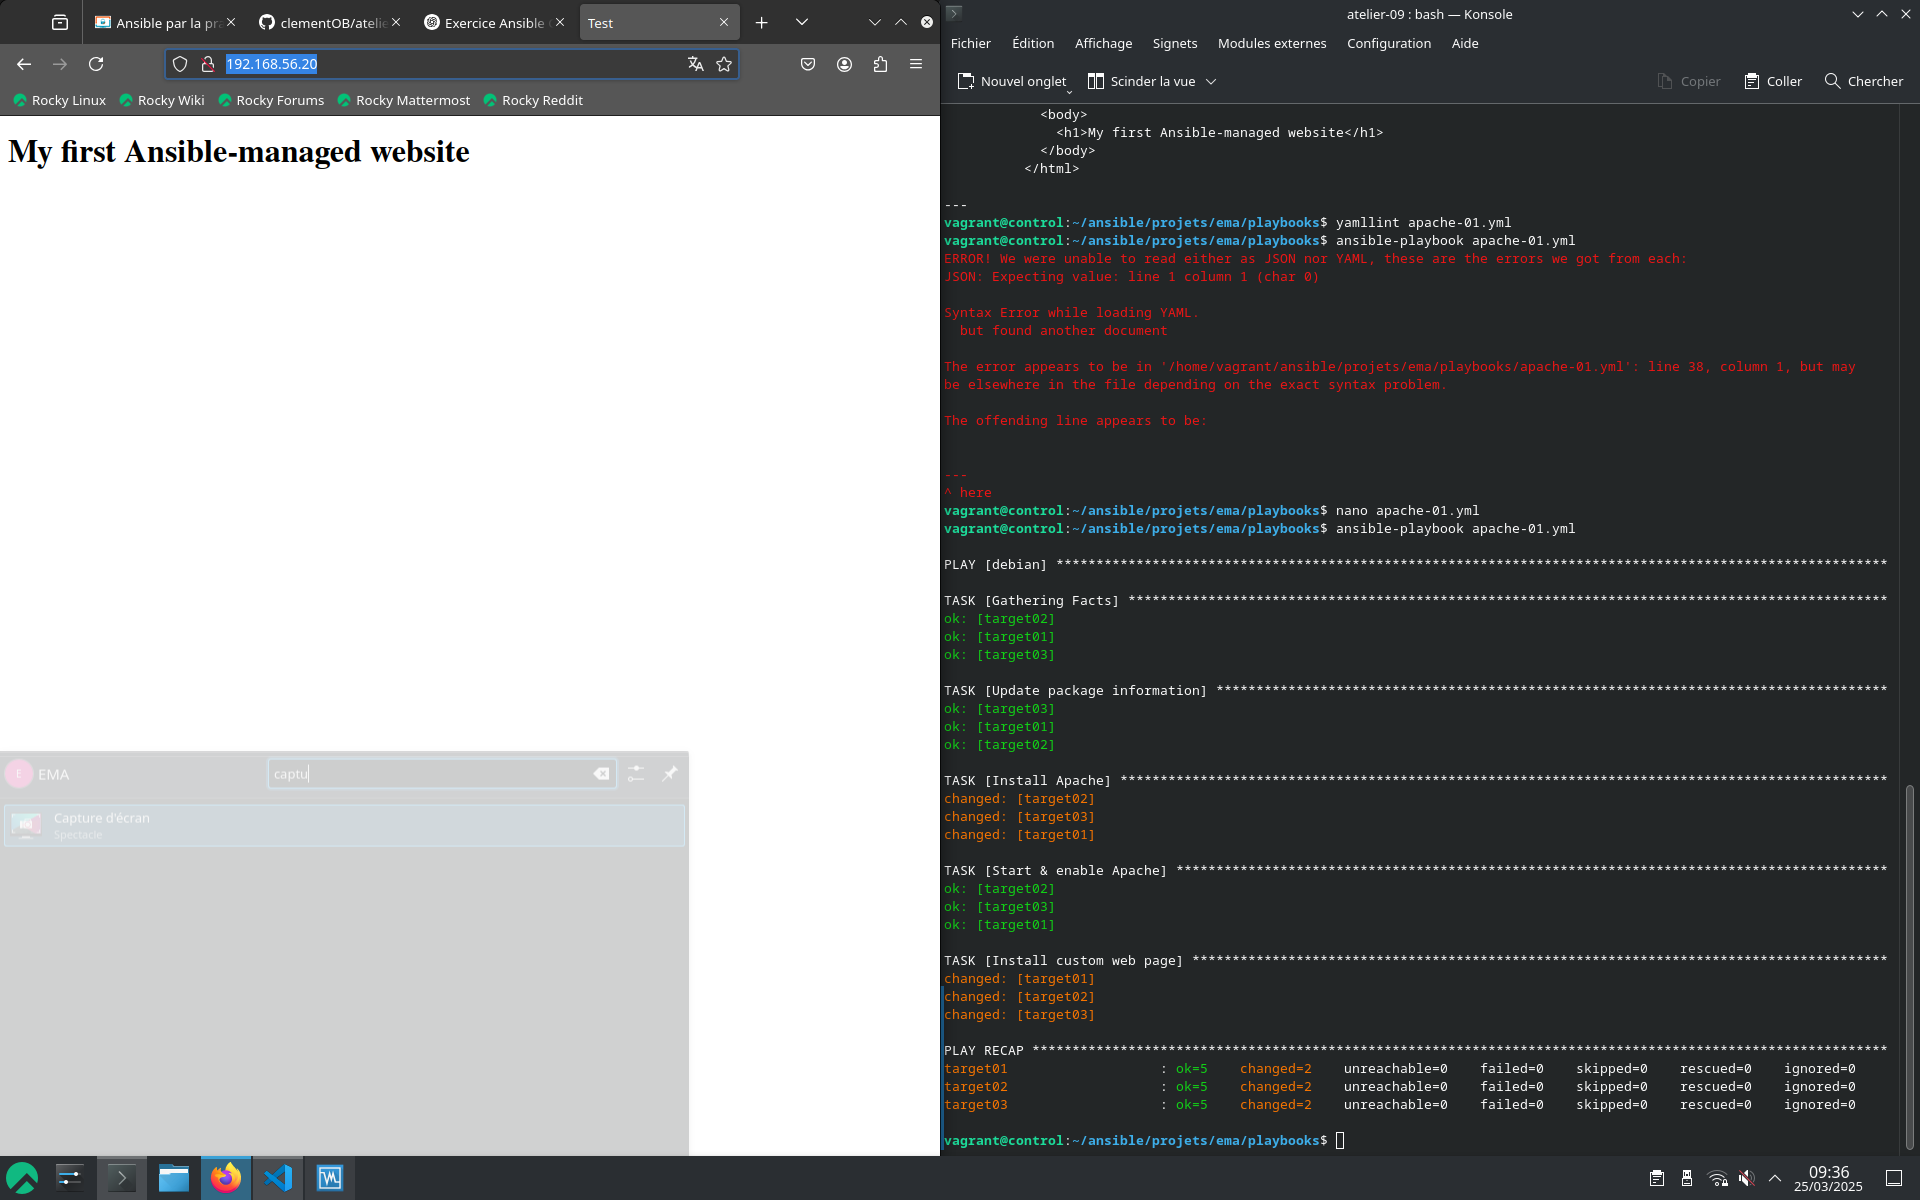 Ansible par la pra
clementOB/atelie
Exercice Ansible
Test
192.168.56.20
Rocky Linux
Rocky Wiki
Rocky Forums
Rocky Mattermost
Rocky Reddit
My first Ansible-managed website
E
EMA
captu
Capture d'écran
Spectacle
atelier-09 : bash — Konsole
Fichier
Édition
Affichage
Signets
Modules externes
Configuration
Aide
Nouvel onglet
Scinder la vue
Copier
Coller
Chercher
<body>
<h1>My first Ansible-managed website</h1>
</body>
</html>
---
vagrant@control:~/ansible/projets/ema/playbooks$ yamllint apache-01.yml
vagrant@control:~/ansible/projets/ema/playbooks$ ansible-playbook apache-01.yml
ERROR! We were unable to read either as JSON nor YAML, these are the errors we got from each:
JSON: Expecting value: line 1 column 1 (char 0)
Syntax Error while loading YAML.
but found another document
The error appears to be in '/home/vagrant/ansible/projets/ema/playbooks/apache-01.yml': line 38, column 1, but may
be elsewhere in the file depending on the exact syntax problem.
The offending line appears to be:
---
^ here
vagrant@control:~/ansible/projets/ema/playbooks$ nano apache-01.yml
vagrant@control:~/ansible/projets/ema/playbooks$ ansible-playbook apache-01.yml
PLAY [debian] ********************************************************************************************************
TASK [Gathering Facts] ***********************************************************************************************
ok: [target02]
ok: [target01]
ok: [target03]
TASK [Update package information] ************************************************************************************
ok: [target03]
ok: [target01]
ok: [target02]
TASK [Install Apache] ************************************************************************************************
changed: [target02]
changed: [target03]
changed: [target01]
TASK [Start & enable Apache] *****************************************************************************************
ok: [target02]
ok: [target03]
ok: [target01]
TASK [Install custom web page] ***************************************************************************************
changed: [target01]
changed: [target02]
changed: [target03]
PLAY RECAP ***********************************************************************************************************
target01 : ok=5 changed=2 unreachable=0 failed=0 skipped=0 rescued=0 ignored=0
target02 : ok=5 changed=2 unreachable=0 failed=0 skipped=0 rescued=0 ignored=0
target03 : ok=5 changed=2 unreachable=0 failed=0 skipped=0 rescued=0 ignored=0
vagrant@control:~/ansible/projets/ema/playbooks$
09:36
25/03/2025